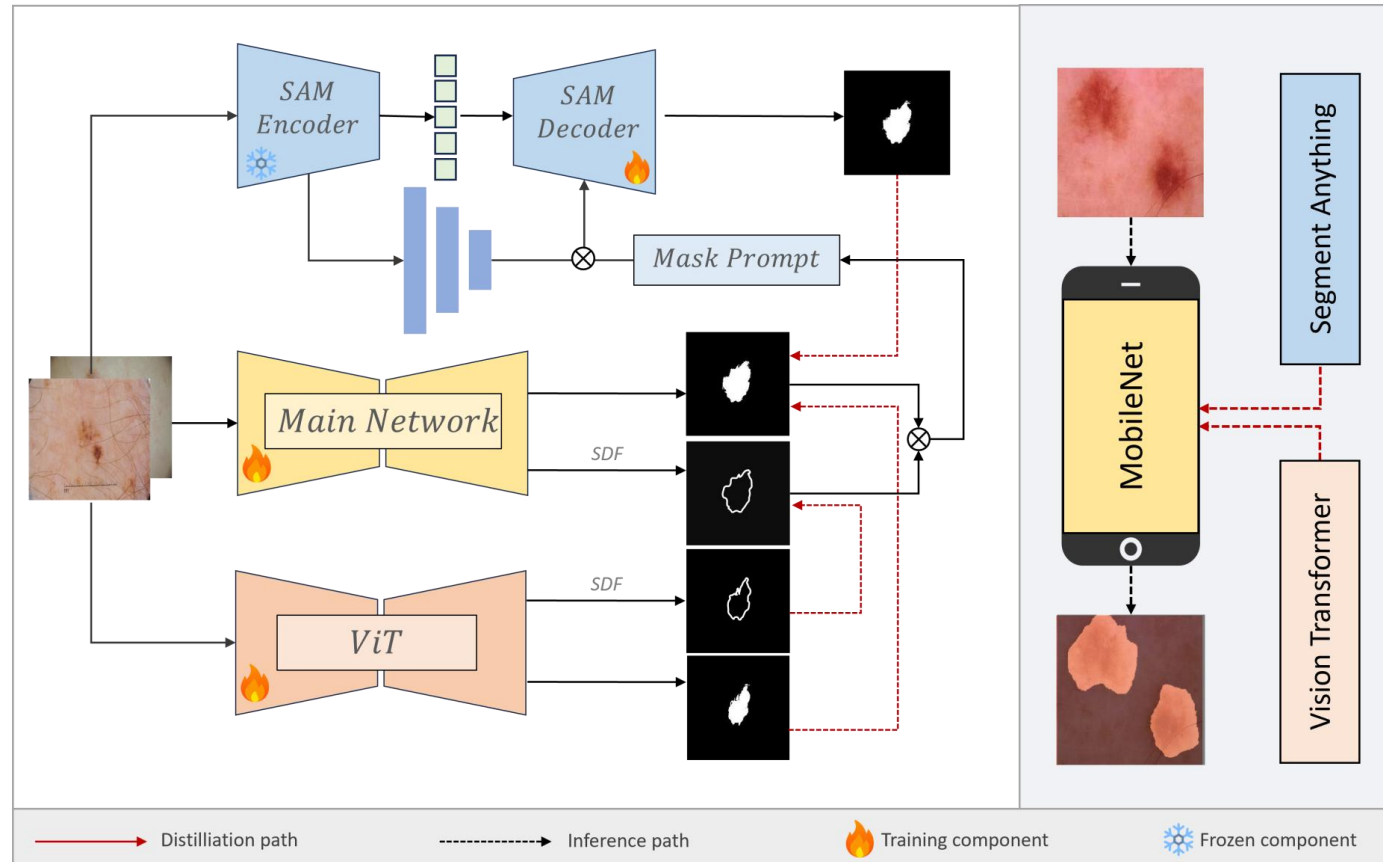 SAM
Encoder
SAM
Decoder
Mask Prompt
Main Network
SDF
SDF
ViT
MobileNet
Segment Anything
Vision Transformer
Distilliation path
Inference path
Training component
Frozen component